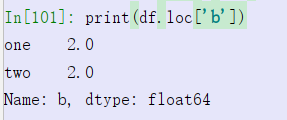 In[101]: print(df.loc['b'])
one    2.0
two    2.0
Name: b, dtype: float64